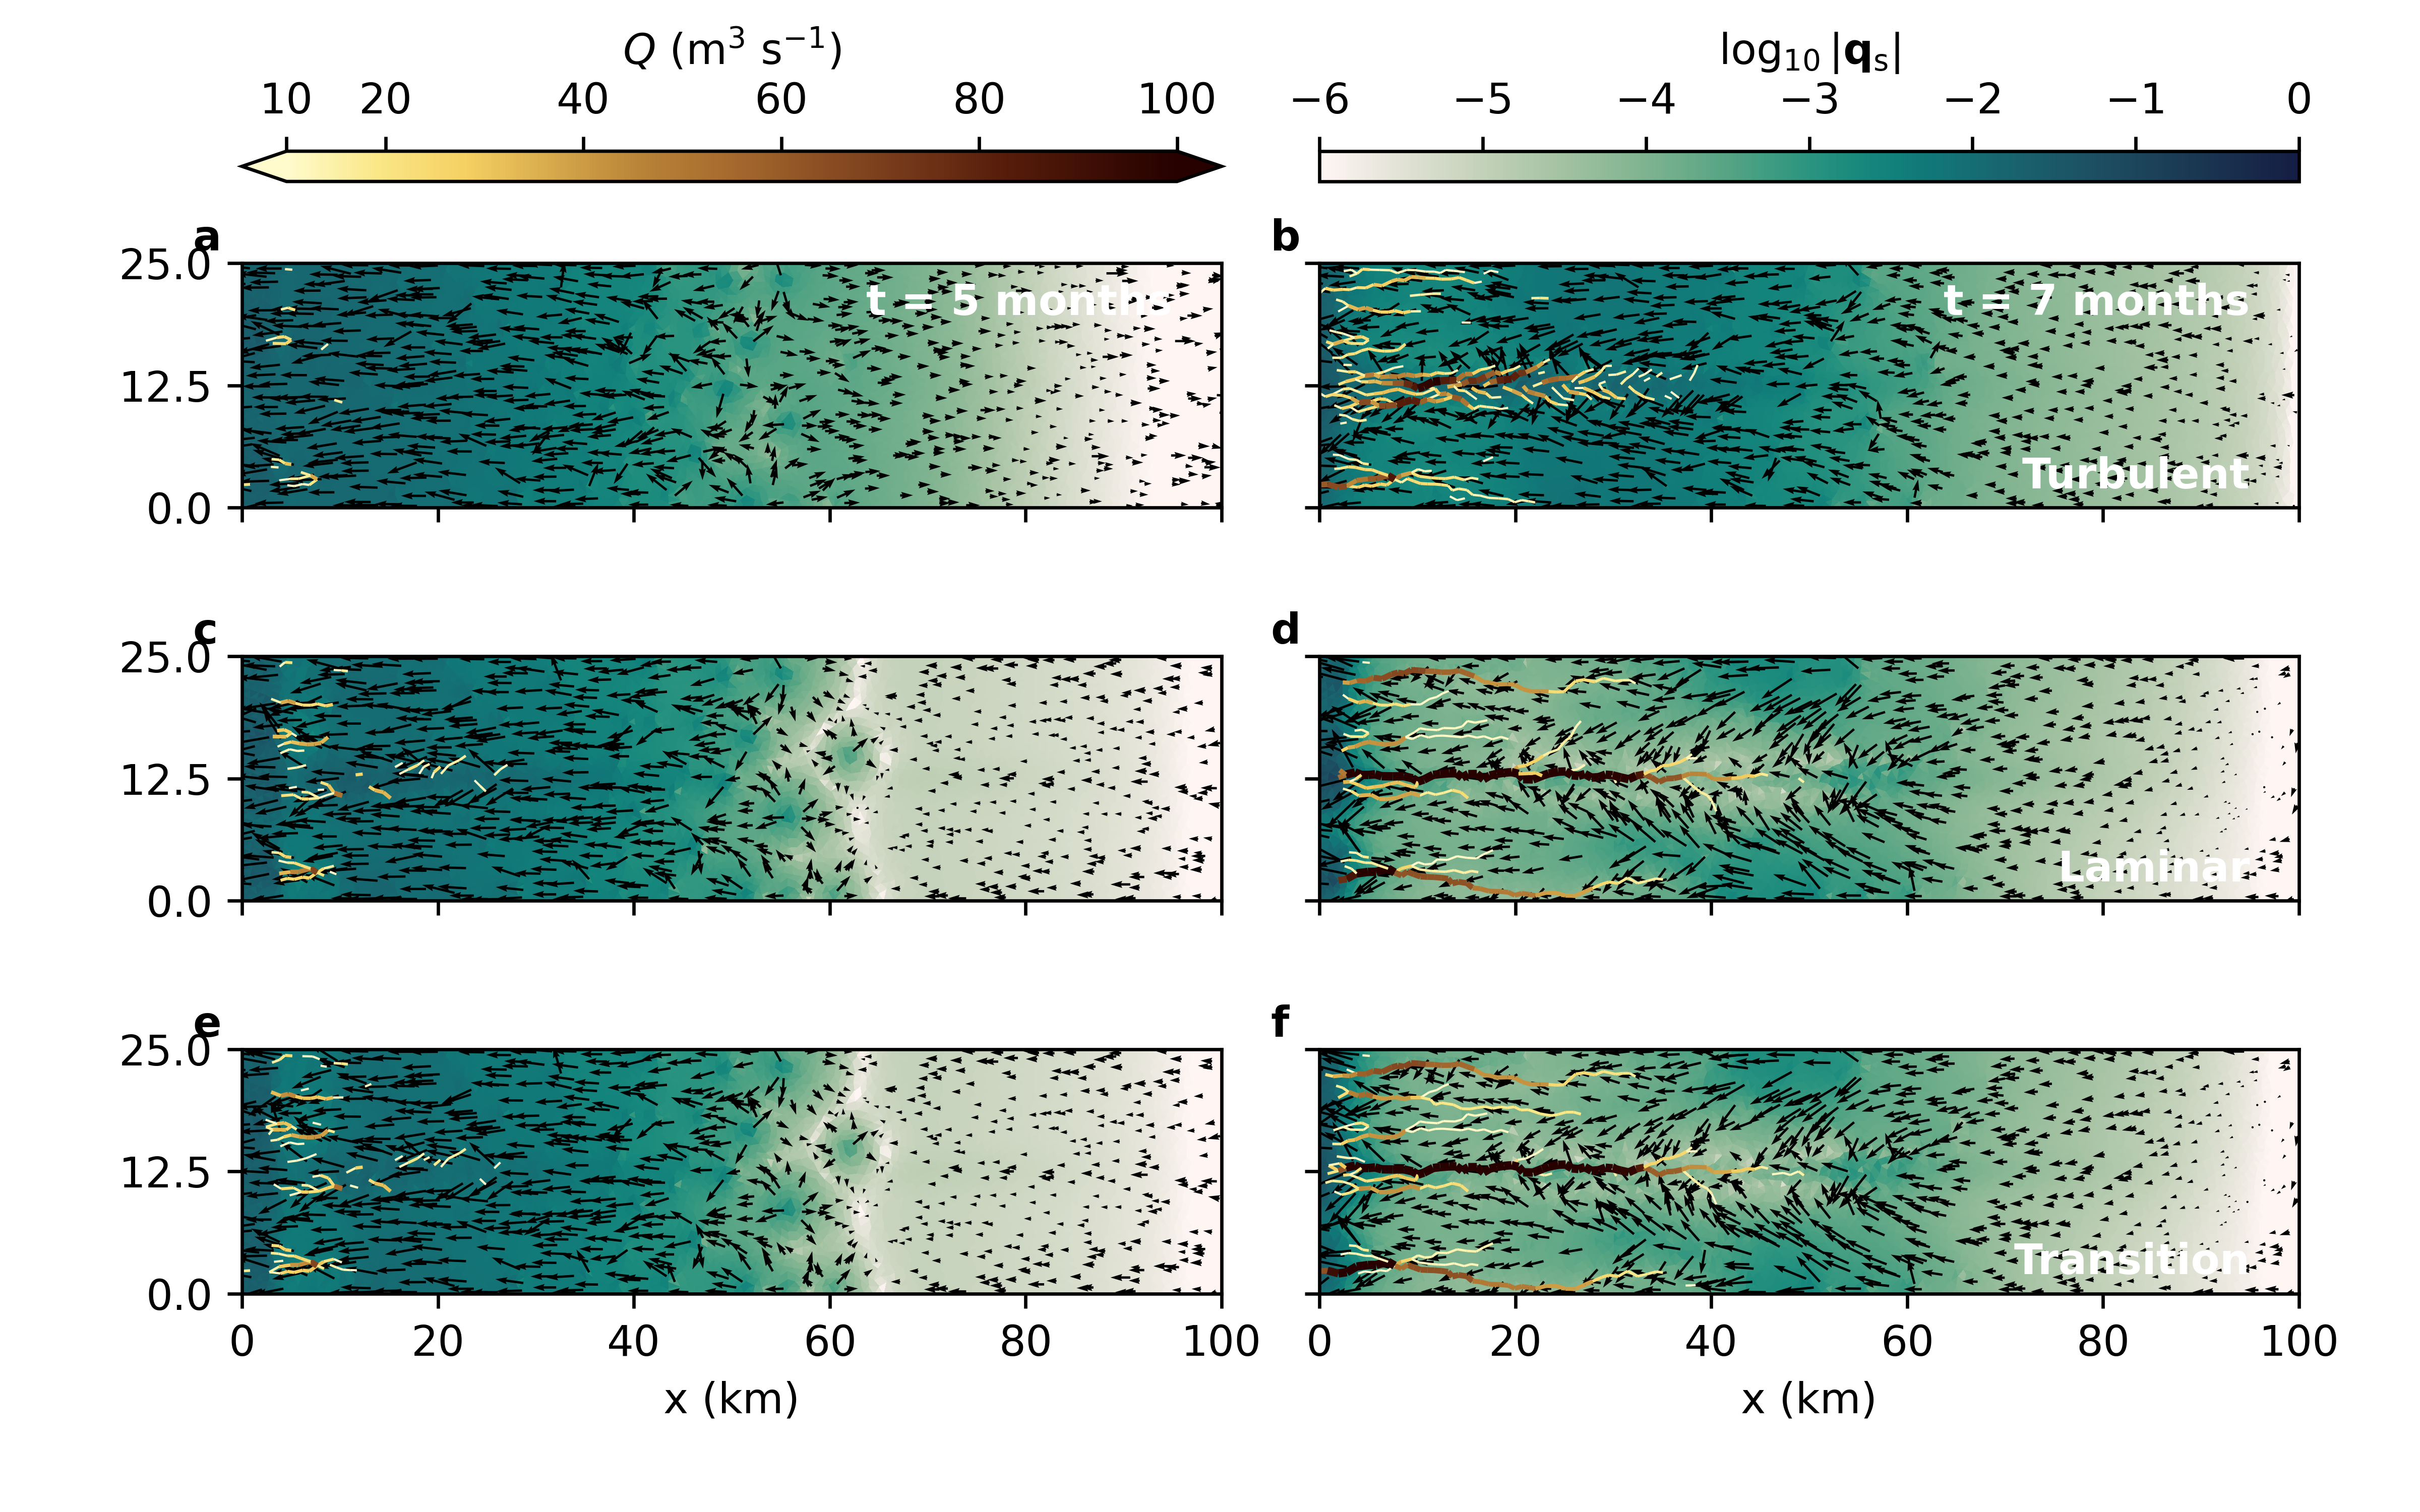 Q (m³ s⁻¹)
10 20 40 60 80 100
log₁₀ |qₛ|
−6 −5 −4 −3 −2 −1 0
a
25.0
12.5
0.0
t = 5 months
b
t = 7 months
Turbulent
c
25.0
12.5
0.0
d
Laminar
e
25.0
12.5
0.0
0 20 40 60 80 100
x (km)
f
Transition
0 20 40 60 80 100
x (km)